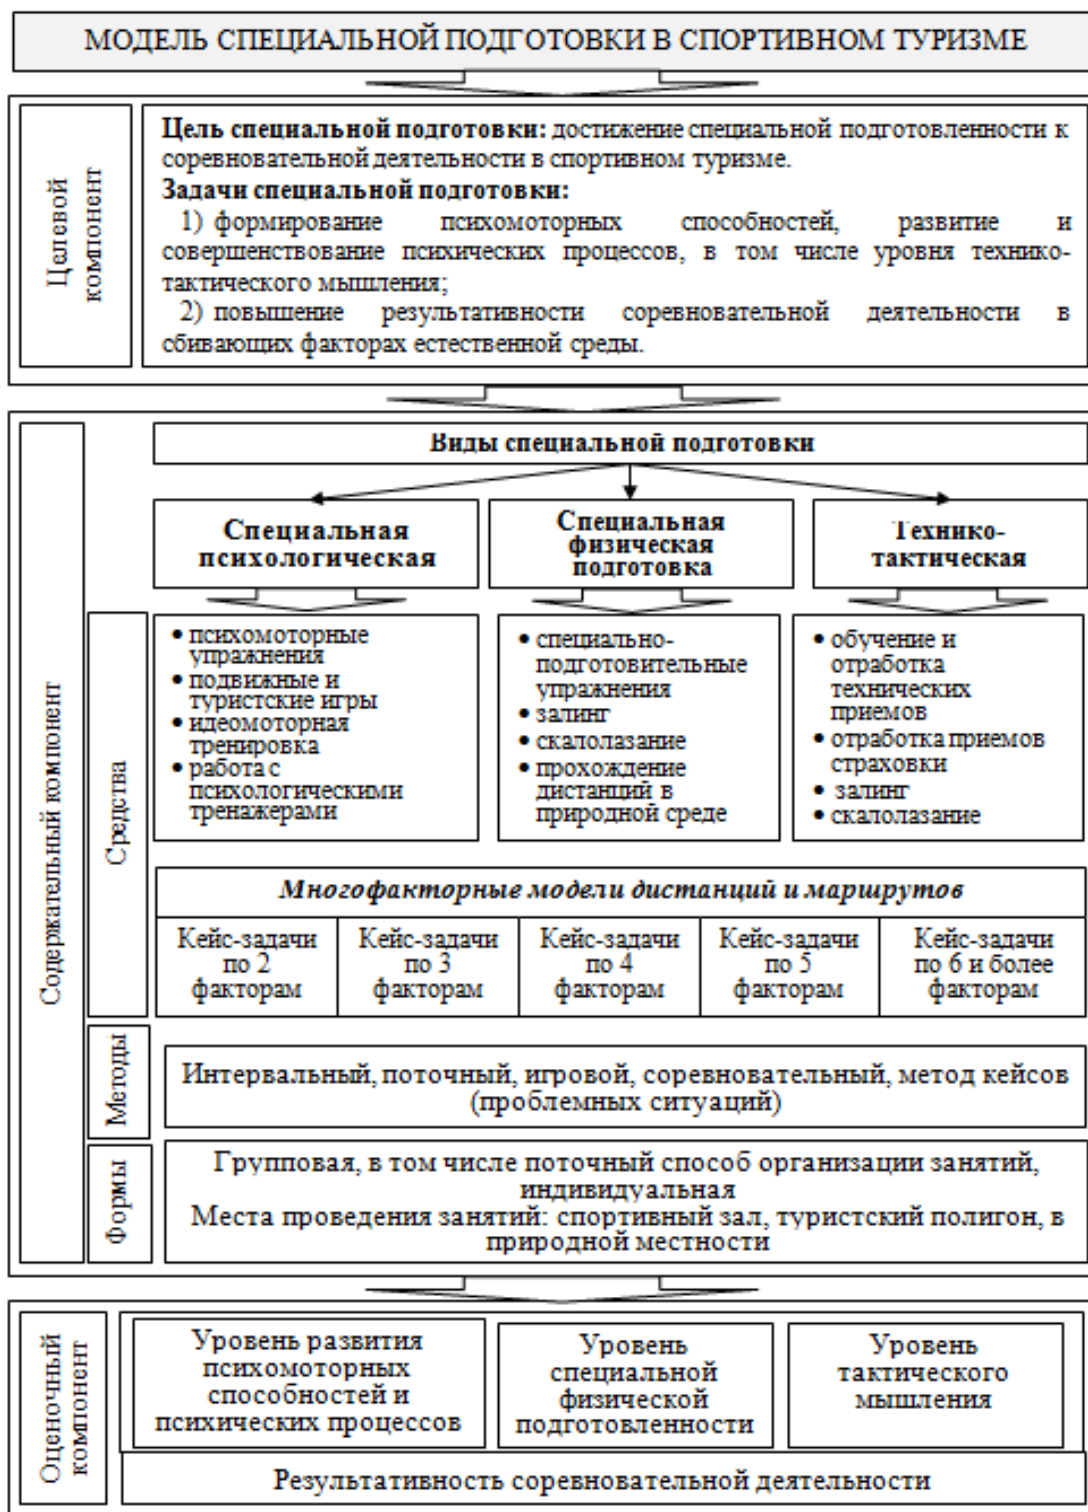 МОДЕЛЬ СПЕЦИАЛЬНОЙ ПОДГОТОВКИ В СПОРТИВНОМ ТУРИЗМЕ
Целевой
компонент
Цель специальной подготовки: достижение специальной подготовленности к
соревновательной деятельности в спортивном туризме.
Задачи специальной подготовки:
1) формирование психомоторных способностей, развитие и
совершенствование психических процессов, в том числе уровня технико-
тактического мышления;
2) повышение результативности соревновательной деятельности в
сбивающих факторах естественной среды.
Содержательный компонент
Виды специальной подготовки
Специальная
психологическая
Специальная
физическая
подготовка
Технико-
тактическая
Средства
• психомоторные
упражнения
• подвижные и
туристские игры
• идеомоторная
тренировка
• работа с
психологическими
тренажерами
• специально-
подготовительные
упражнения
• залинг
• скалолазание
• прохождение
дистанций в
природной среде
• обучение и
отработка
технических
приемов
• отработка приемов
страховки
• залинг
• скалолазание
Многофакторные модели дистанций и маршрутов
Кейс-задачи
по 2
факторам
Кейс-задачи
по 3
факторам
Кейс-задачи
по 4
факторам
Кейс-задачи
по 5
факторам
Кейс-задачи
по 6 и более
факторам
Методы
Интервальный, поточный, игровой, соревновательный, метод кейсов
(проблемных ситуаций)
Формы
Групповая, в том числе поточный способ организации занятий,
индивидуальная
Места проведения занятий: спортивный зал, туристский полигон, в
природной местности
Оценочный
компонент
Уровень развития
психомоторных
способностей и
психических процессов
Уровень
специальной
физической
подготовленности
Уровень
тактического
мышления
Результативность соревновательной деятельности